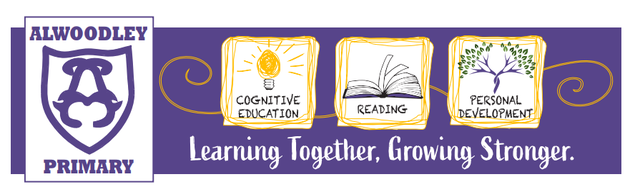 ALWOODLEY
PRIMARY
COGNITIVE
EDUCATION
READING
PERSONAL
DEVELOPMENT
Learning Together, Growing Stronger.